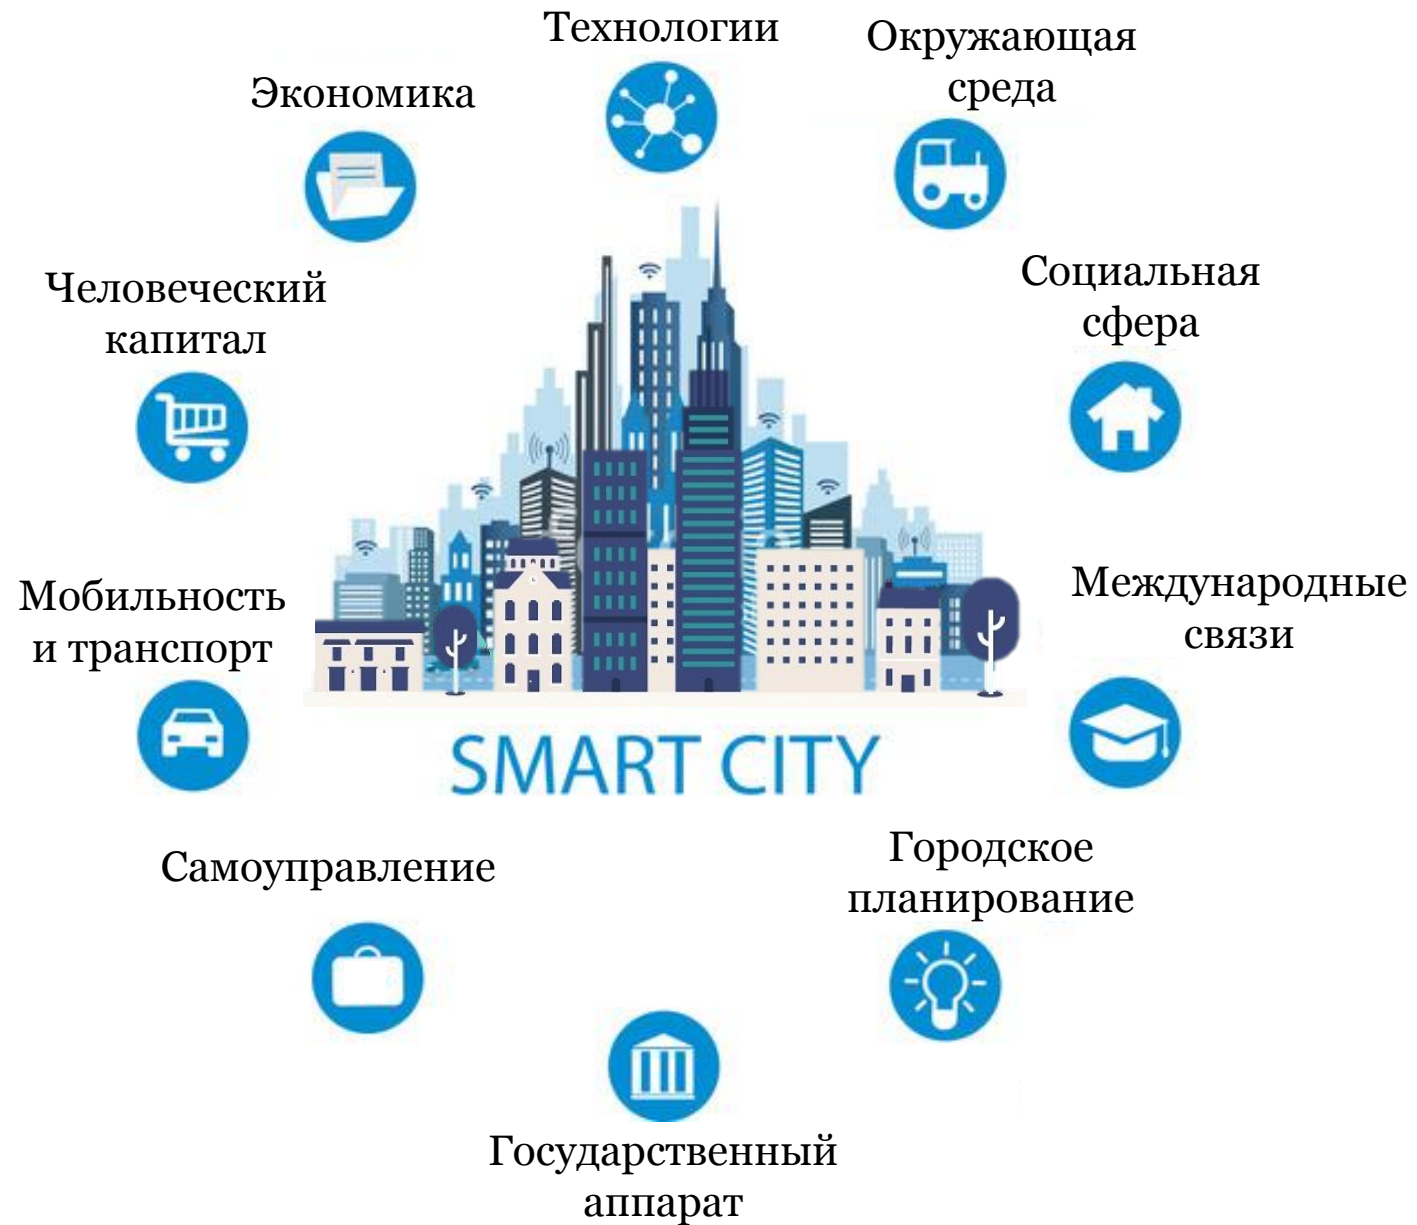 Технологии
Окружающая
среда
Экономика
Социальная
сфера
Человеческий
капитал
Международные
связи
Мобильность
и транспорт
SMART CITY
Городское
планирование
Самоуправление
Государственный
аппарат